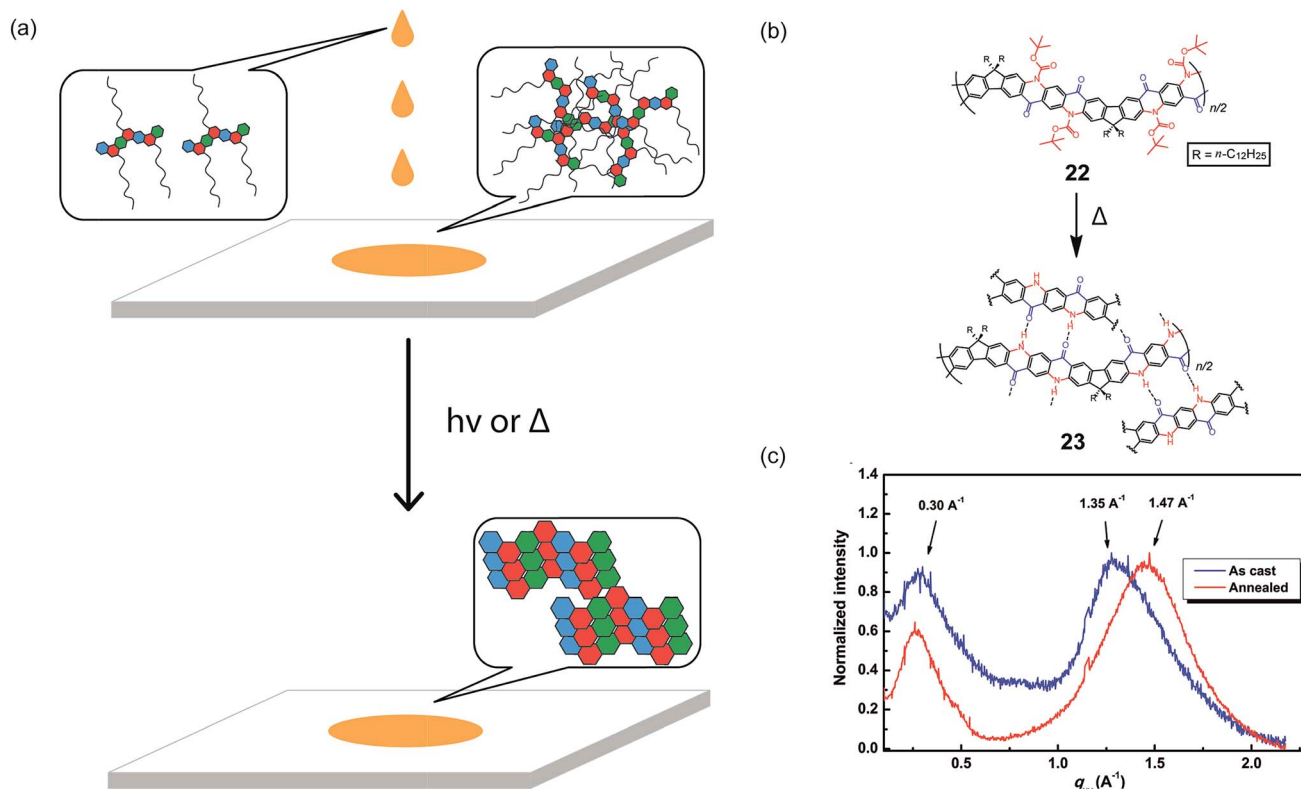 (a)
hν or Δ
(b)
R R
O O
N
O
O
N
O
O
O
N
O
O
R R
N
O
O
n/2
R = n-C12H25
22
Δ
H
N
O
O
N
H
R R
H
N
O
O
N
H
R R
O
N
H
H
N
O
n/2
O
H
N
N
H
O
23
(c)
1.4
1.2
1.0
0.8
0.6
0.4
0.2
0.0
Normalized intensity
0.30 A⁻¹
1.35 A⁻¹
1.47 A⁻¹
As cast
Annealed
0.5
1.0
1.5
2.0
(A⁻¹)